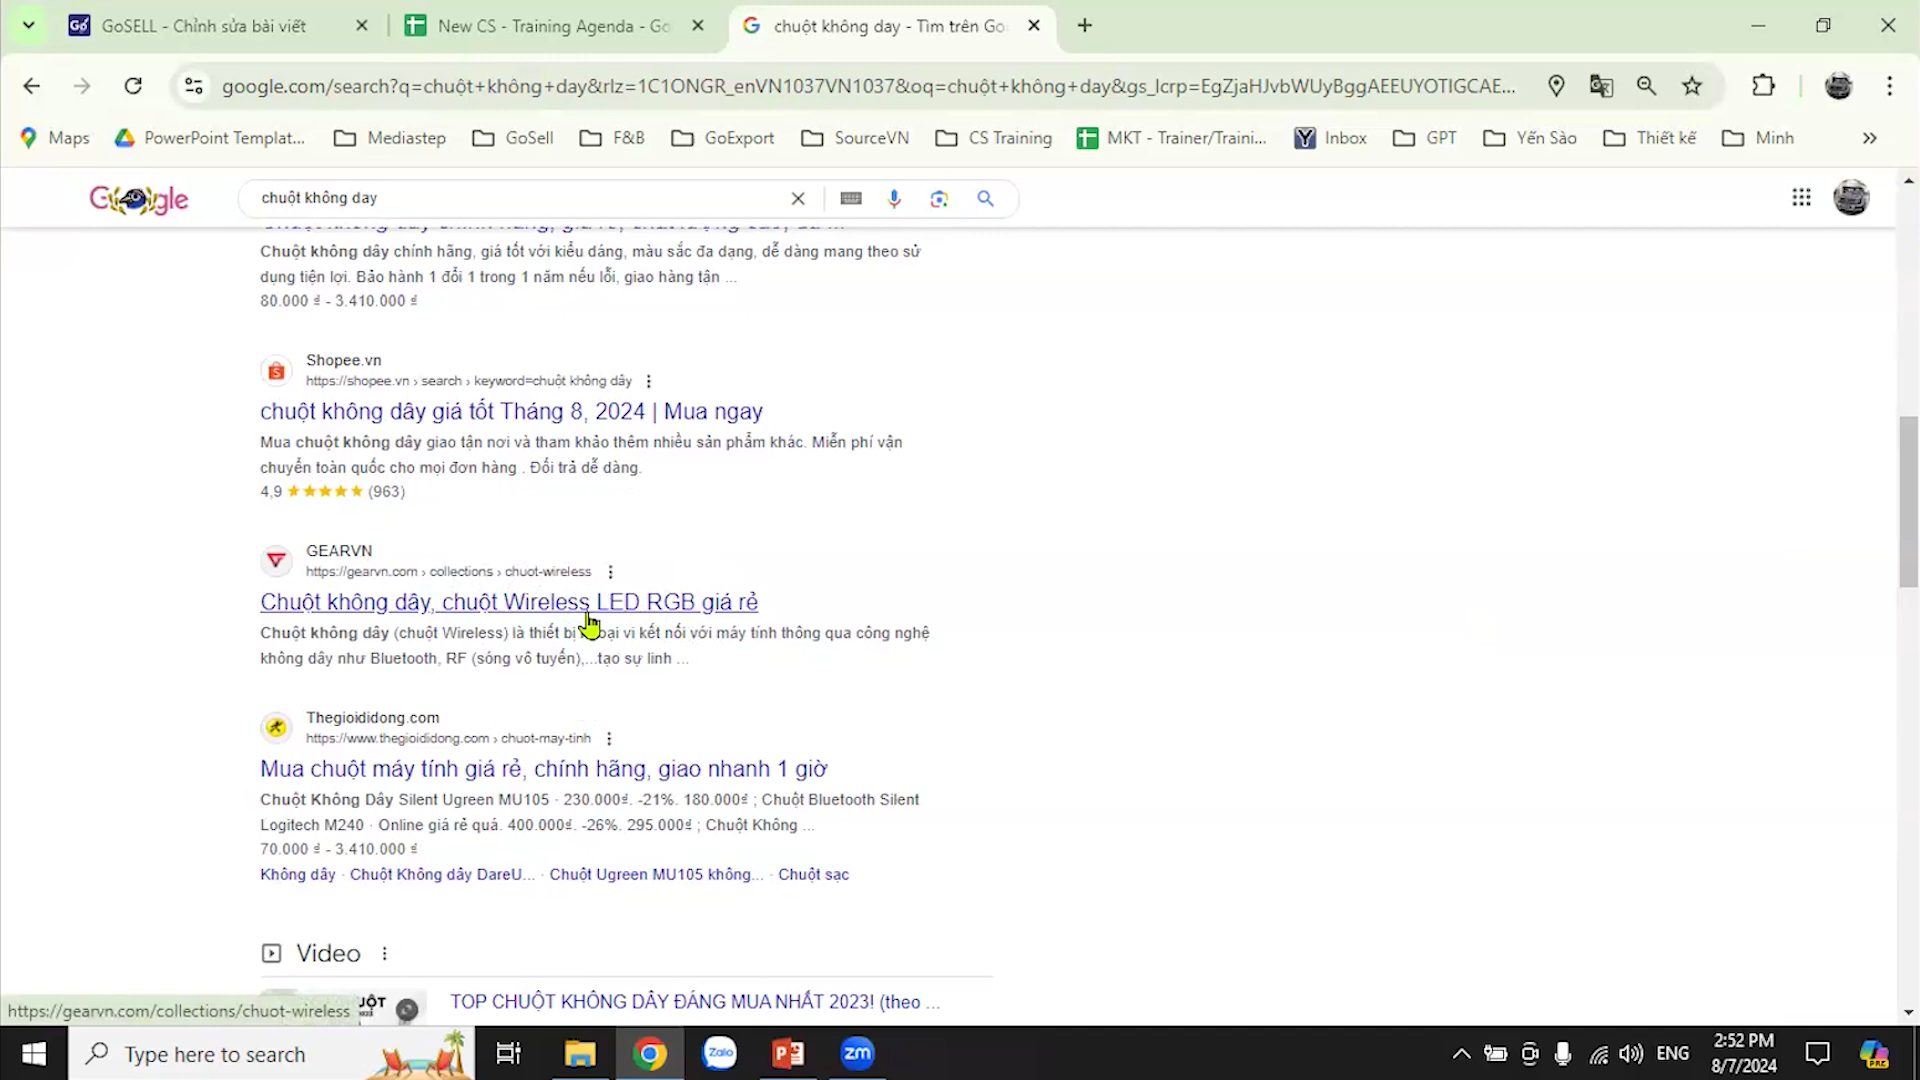 GoSELL - Chỉnh sửa bài viết
New CS - Training Agenda - Go
chuột không day - Tìm trên Go
google.com/search?q=chuột+không+day&rlz=1C1ONGR_enVN1037VN1037&oq=chuột+không+day&gs_lcrp=EgZjaHJvbWUyBggAEEUYOTIGCAE...
Maps
PowerPoint Templat...
Mediastep
GoSell
F&B
GoExport
SourceVN
CS Training
MKT - Trainer/Traini...
Inbox
GPT
Yến Sào
Thiết kế
Minh
chuột không day
Chuột không dây chính hãng, giá tốt với kiểu dáng, màu sắc đa dạng, dễ dàng mang theo sử
dụng tiện lợi. Bảo hành 1 đổi 1 trong 1 năm nếu lỗi, giao hàng tận ...
80.000 ₫ - 3.410.000 ₫
Shopee.vn
https://shopee.vn › search › keyword=chuột không dây
chuột không dây giá tốt Tháng 8, 2024 | Mua ngay
Mua chuột không dây giao tận nơi và tham khảo thêm nhiều sản phẩm khác. Miễn phí vận
chuyển toàn quốc cho mọi đơn hàng . Đổi trả dễ dàng.
4,9 ★★★★★ (963)
GEARVN
https://gearvn.com › collections › chuot-wireless
Chuột không dây, chuột Wireless LED RGB giá rẻ
Chuột không dây (chuột Wireless) là thiết bị ngoại vi kết nối với máy tính thông qua công nghệ
không dây như Bluetooth, RF (sóng vô tuyến),...tạo sự linh ...
Thegioididong.com
https://www.thegioididong.com › chuot-may-tinh
Mua chuột máy tính giá rẻ, chính hãng, giao nhanh 1 giờ
Chuột Không Dây Silent Ugreen MU105 · 230.000₫. -21%. 180.000₫ ; Chuột Bluetooth Silent
Logitech M240 · Online giá rẻ quá. 400.000₫. -26%. 295.000₫ ; Chuột Không ...
70.000 ₫ - 3.410.000 ₫
Không dây · Chuột Không dây DareU... · Chuột Ugreen MU105 không... · Chuột sạc
Video
TOP CHUỘT KHÔNG DÂY ĐÁNG MUA NHẤT 2023! (theo ...
https://gearvn.com/collections/chuot-wireless
Type here to search
Zalo
zm
ENG
2:52 PM
8/7/2024